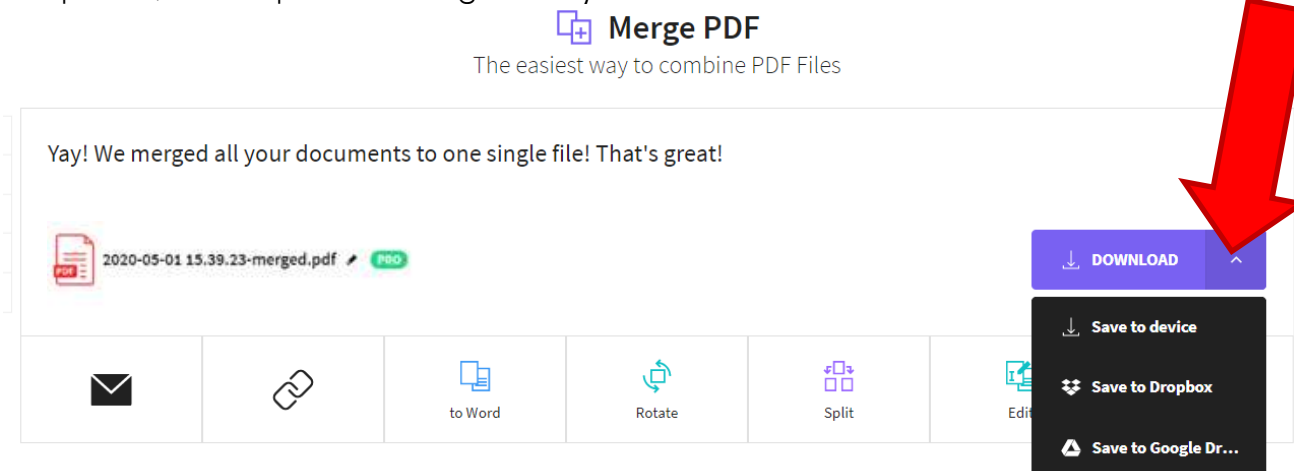 Merge PDF
The easiest way to combine PDF Files
Yay! We merged all your documents to one single file! That's great!
PDF 2020-05-01 15.39.23-merged.pdf PRO
DOWNLOAD
Save to device
Save to Dropbox
Save to Google Dr...
to Word Rotate Split Edit